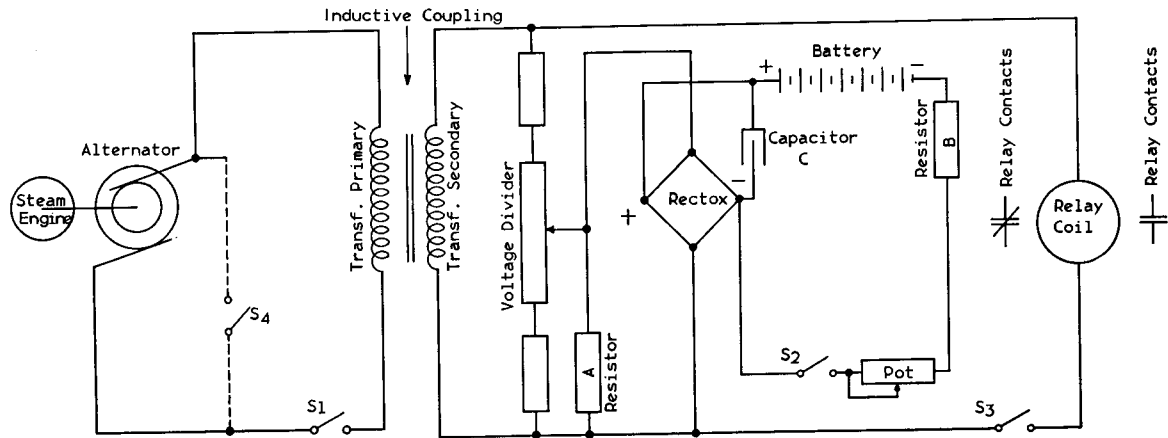 Inductive Coupling
Alternator
Steam
Engine
S4
S1
Transf. Primary
Transf. Secondary
Voltage Divider
A
Resistor
+
Rectox
-
Capacitor
C
+
Battery
-
Resistor
B
S2
Pot
S3
Relay Contacts
Relay
Coil
Relay Contacts